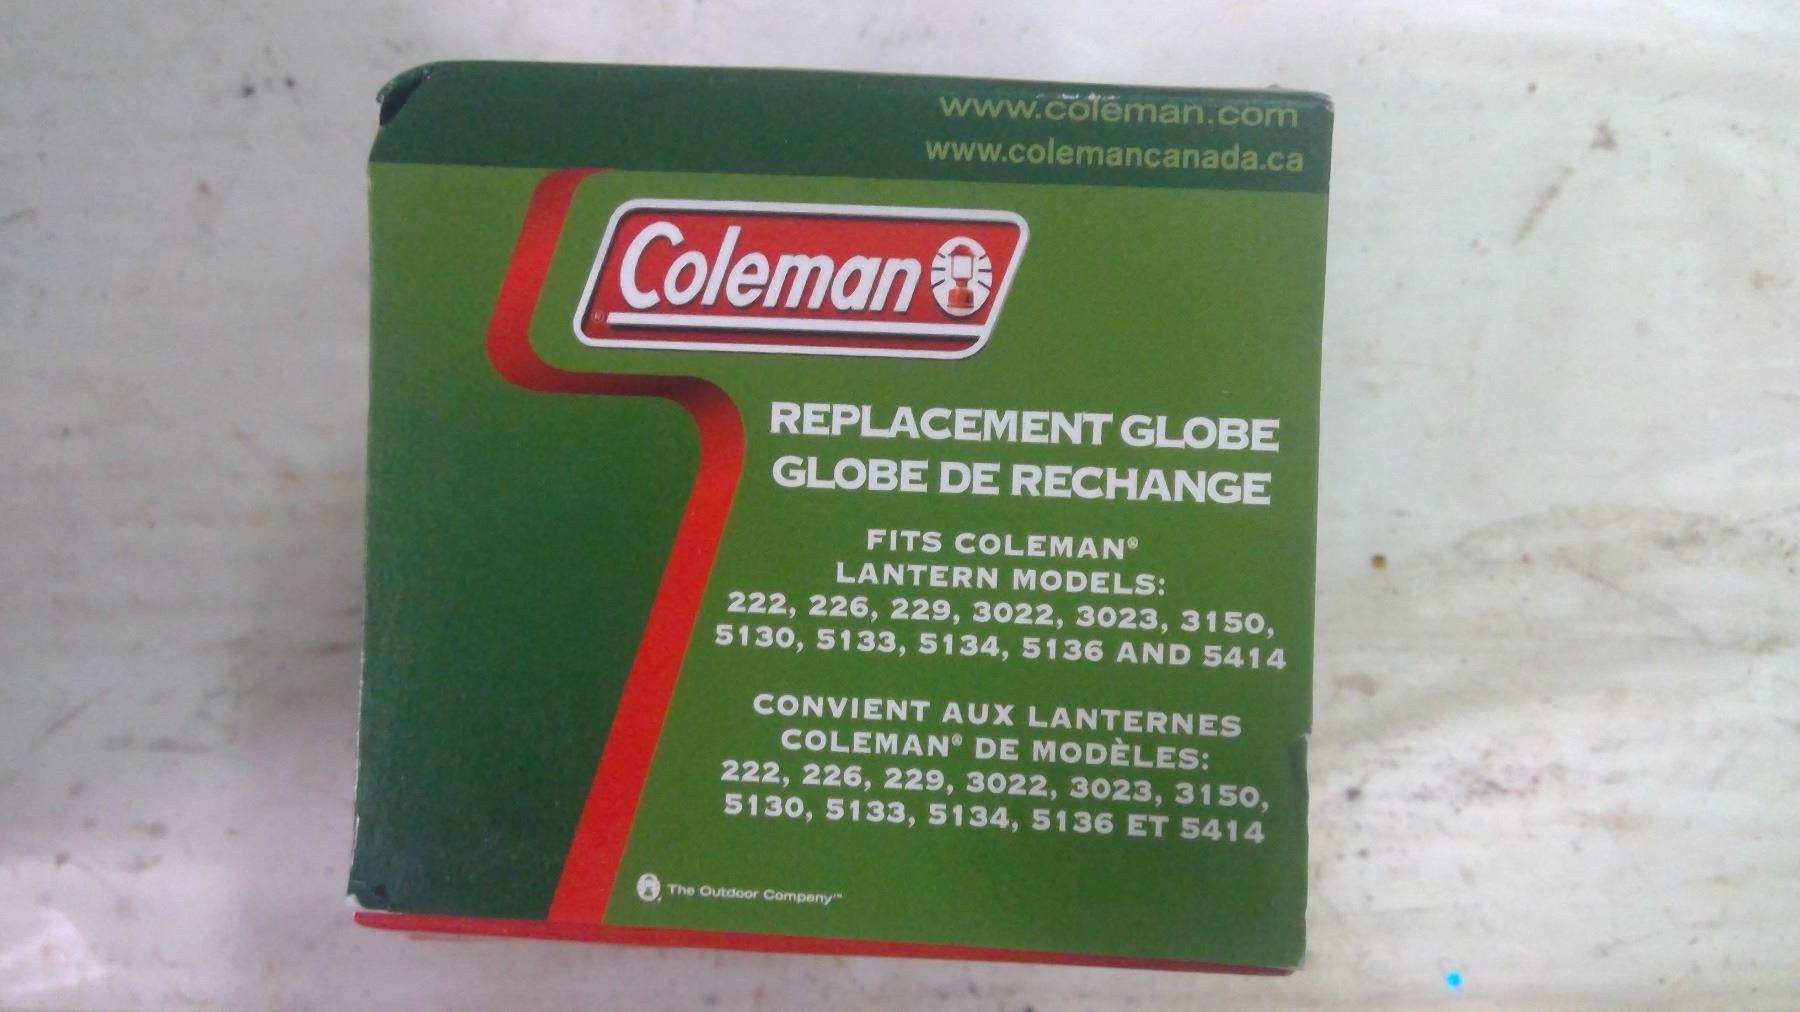 www.coleman.com
www.colemancanada.ca
Coleman
®
REPLACEMENT GLOBE
GLOBE DE RECHANGE
FITS COLEMAN®
LANTERN MODELS:
222, 226, 229, 3022, 3023, 3150,
5130, 5133, 5134, 5136 AND 5414
CONVIENT AUX LANTERNES
COLEMAN® DE MODÈLES:
222, 226, 229, 3022, 3023, 3150,
5130, 5133, 5134, 5136 ET 5414
The Outdoor Company™